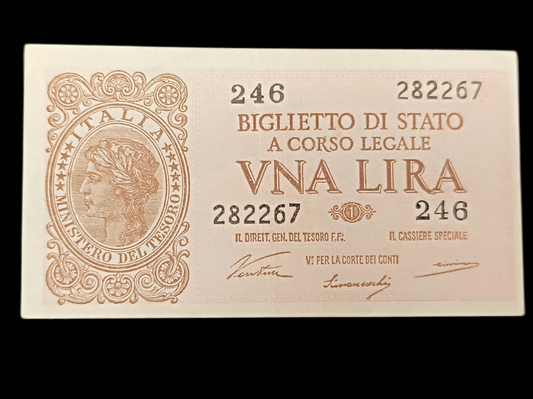 ITALIA
MINISTERO DEL TESORO
246 282267
BIGLIETTO DI STATO
A CORSO LEGALE
VNA LIRA
282267 1 246
IL DIRETT. GEN. DEL TESORO F.F. IL CASSIERE SPECIALE
V. PER LA CORTE DEI CONTI
Ventura